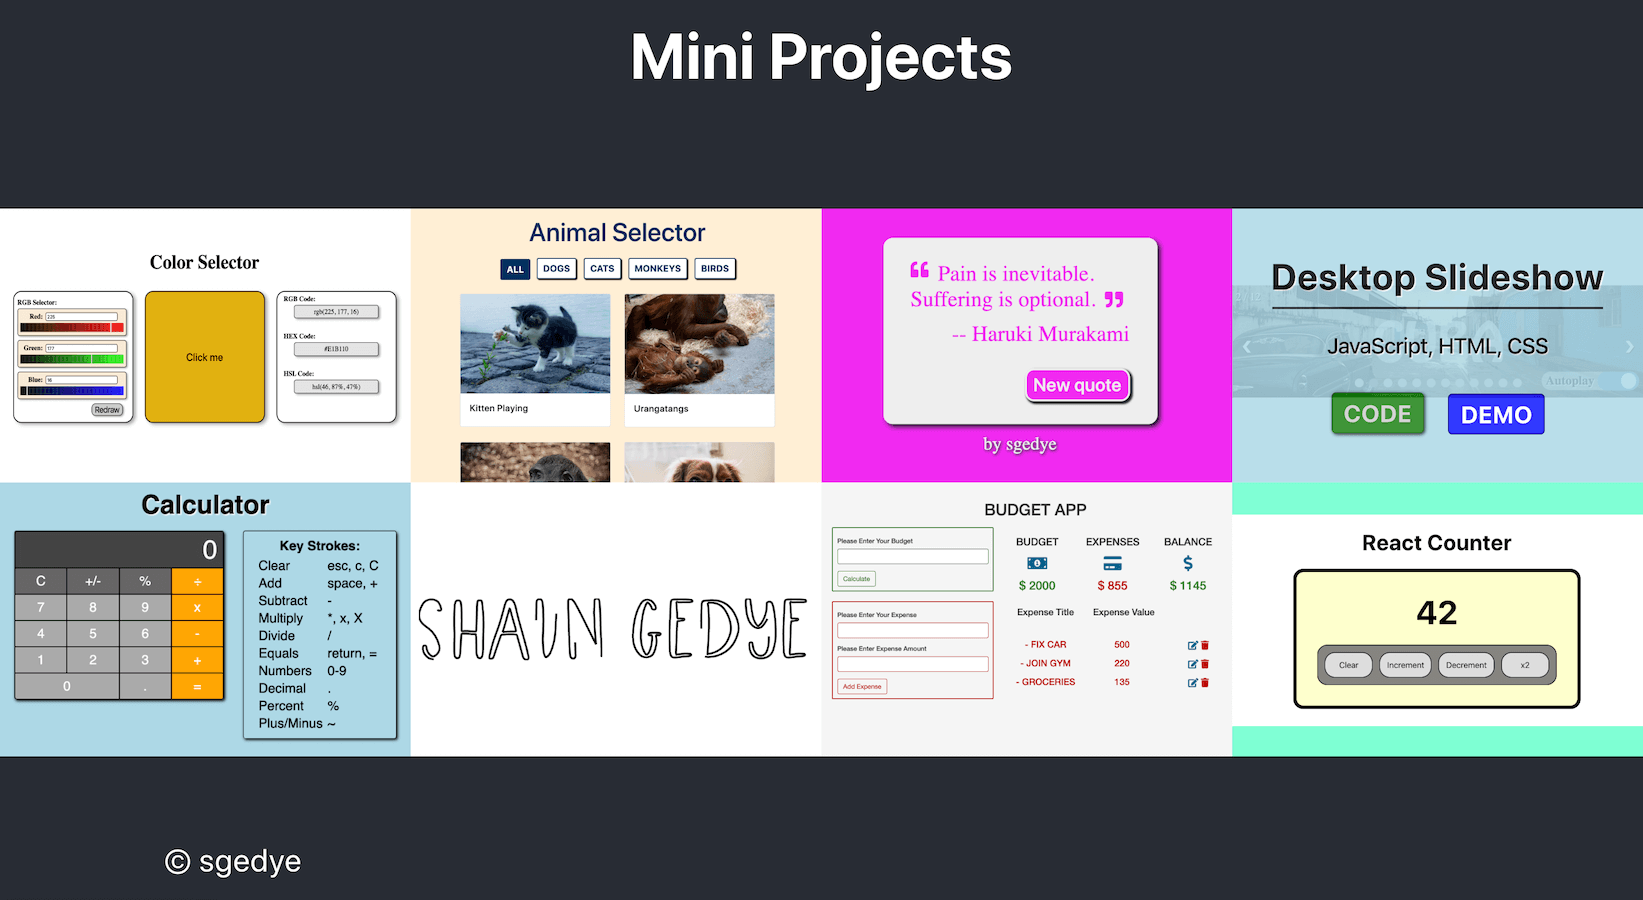 Mini Projects
Color Selector
RGB Selector:
Red: 225
Green: 177
Blue: 16
Redraw
Click me
RGB Code:
rgb(225, 177, 16)
HEX Code:
#E1B110
HSL Code:
hsl(46, 87%, 47%)
Animal Selector
ALL DOGS CATS MONKEYS BIRDS
Kitten Playing
Urangatangs
“ Pain is inevitable.
Suffering is optional. ”
-- Haruki Murakami
New quote
by sgedye
Desktop Slideshow
CUBA
JavaScript, HTML, CSS
Autoplay
CODE DEMO
Calculator
0
C +/- % ÷
7 8 9 x
4 5 6 -
1 2 3 +
0 . =
Key Strokes:
Clear esc, c, C
Add space, +
Subtract -
Multiply *, x, X
Divide /
Equals return, =
Numbers 0-9
Decimal .
Percent %
Plus/Minus ~
SHAUN GEDYE
BUDGET APP
Please Enter Your Budget
Calculate
Please Enter Your Expense
Please Enter Expense Amount
Add Expense
BUDGET EXPENSES BALANCE
$ 2000 $ 855 $ 1145
Expense Title Expense Value
- FIX CAR 500
- JOIN GYM 220
- GROCERIES 135
React Counter
42
Clear Increment Decrement x2
© sgedye